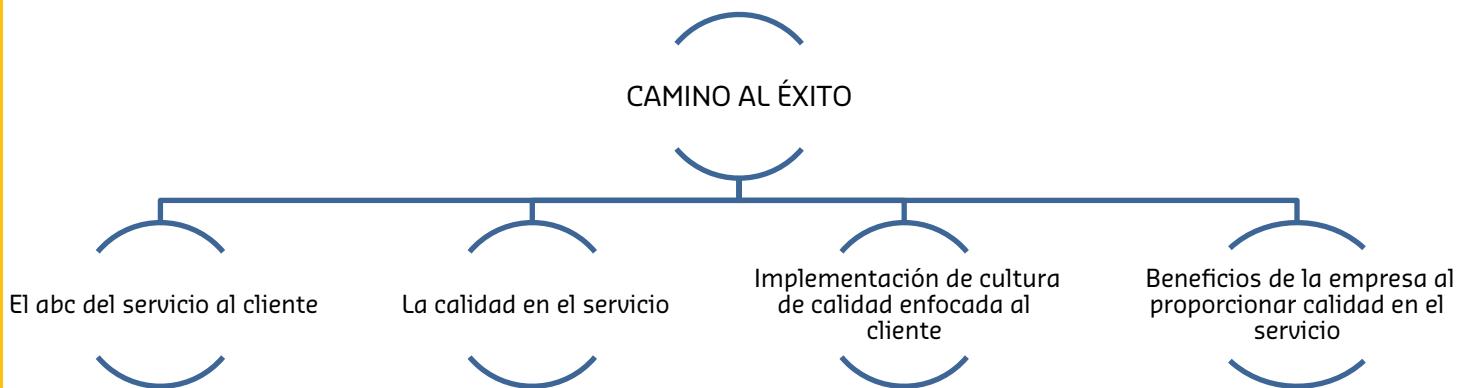 CAMINO AL ÉXITO
El abc del servicio al cliente
La calidad en el servicio
Implementación de cultura
de calidad enfocada al
cliente
Beneficios de la empresa al
proporcionar calidad en el
servicio